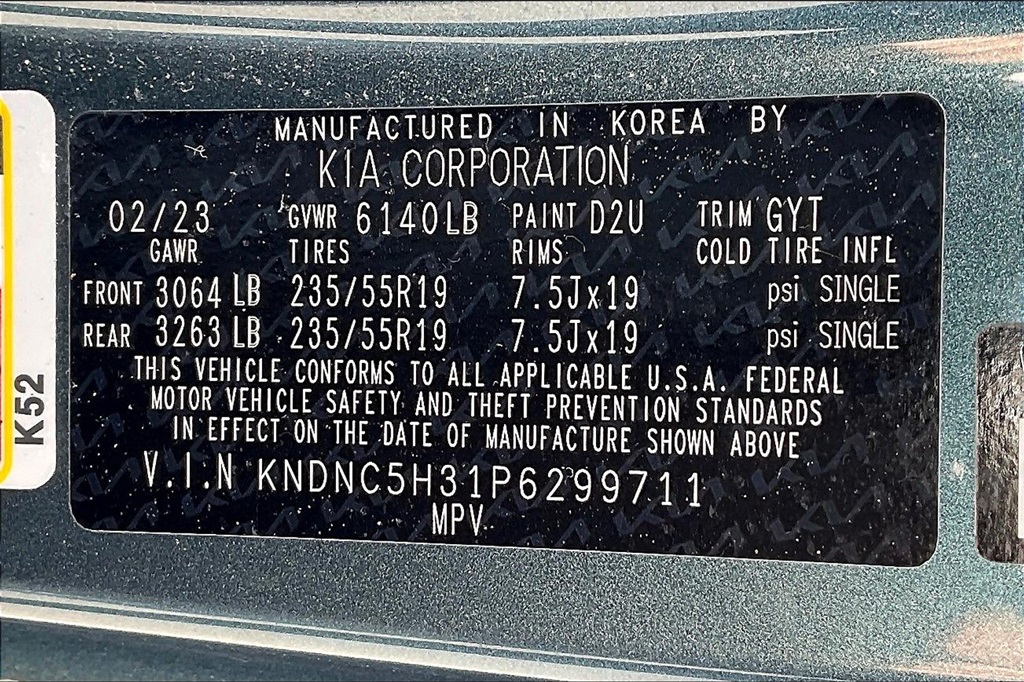 MANUFACTURED IN KOREA BY
KIA CORPORATION
02/23 GVWR 6140LB PAINT D2U TRIM GYT
GAWR TIRES RIMS COLD TIRE INFL
FRONT 3064 LB 235/55R19 7.5Jx19 psi SINGLE
REAR 3263 LB 235/55R19 7.5Jx19 psi SINGLE
THIS VEHICLE CONFORMS TO ALL APPLICABLE U.S.A. FEDERAL
MOTOR VEHICLE SAFETY AND THEFT PREVENTION STANDARDS
IN EFFECT ON THE DATE OF MANUFACTURE SHOWN ABOVE
V.I.N KNDNC5H31P6299711
MPV
K52